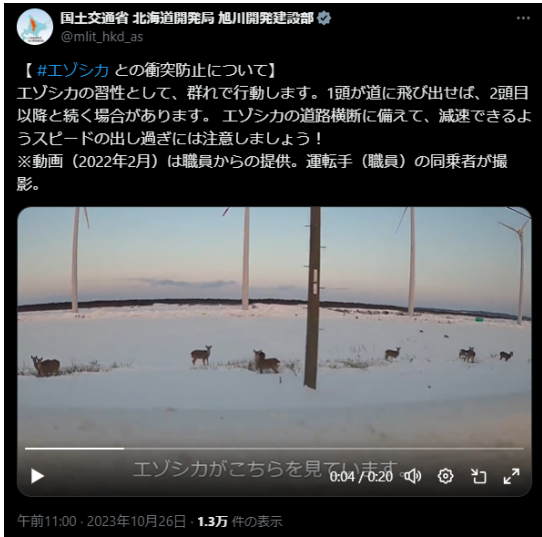 国土交通省 北海道開発局 旭川開発建設部
@mlit_hkd_as
【 #エゾシカ との衝突防止について】
エゾシカの習性として、群れで行動します。1頭が道に飛び出せば、2頭目
以降と続く場合があります。 エゾシカの道路横断に備えて、減速できるよ
うスピードの出し過ぎには注意しましょう！
※動画（2022年2月）は職員からの提供。運転手（職員）の同乗者が撮
影。
エゾシカがこちらを見ています。
0:04 / 0:20
午前11:00 · 2023年10月26日 · 1.3万 件の表示